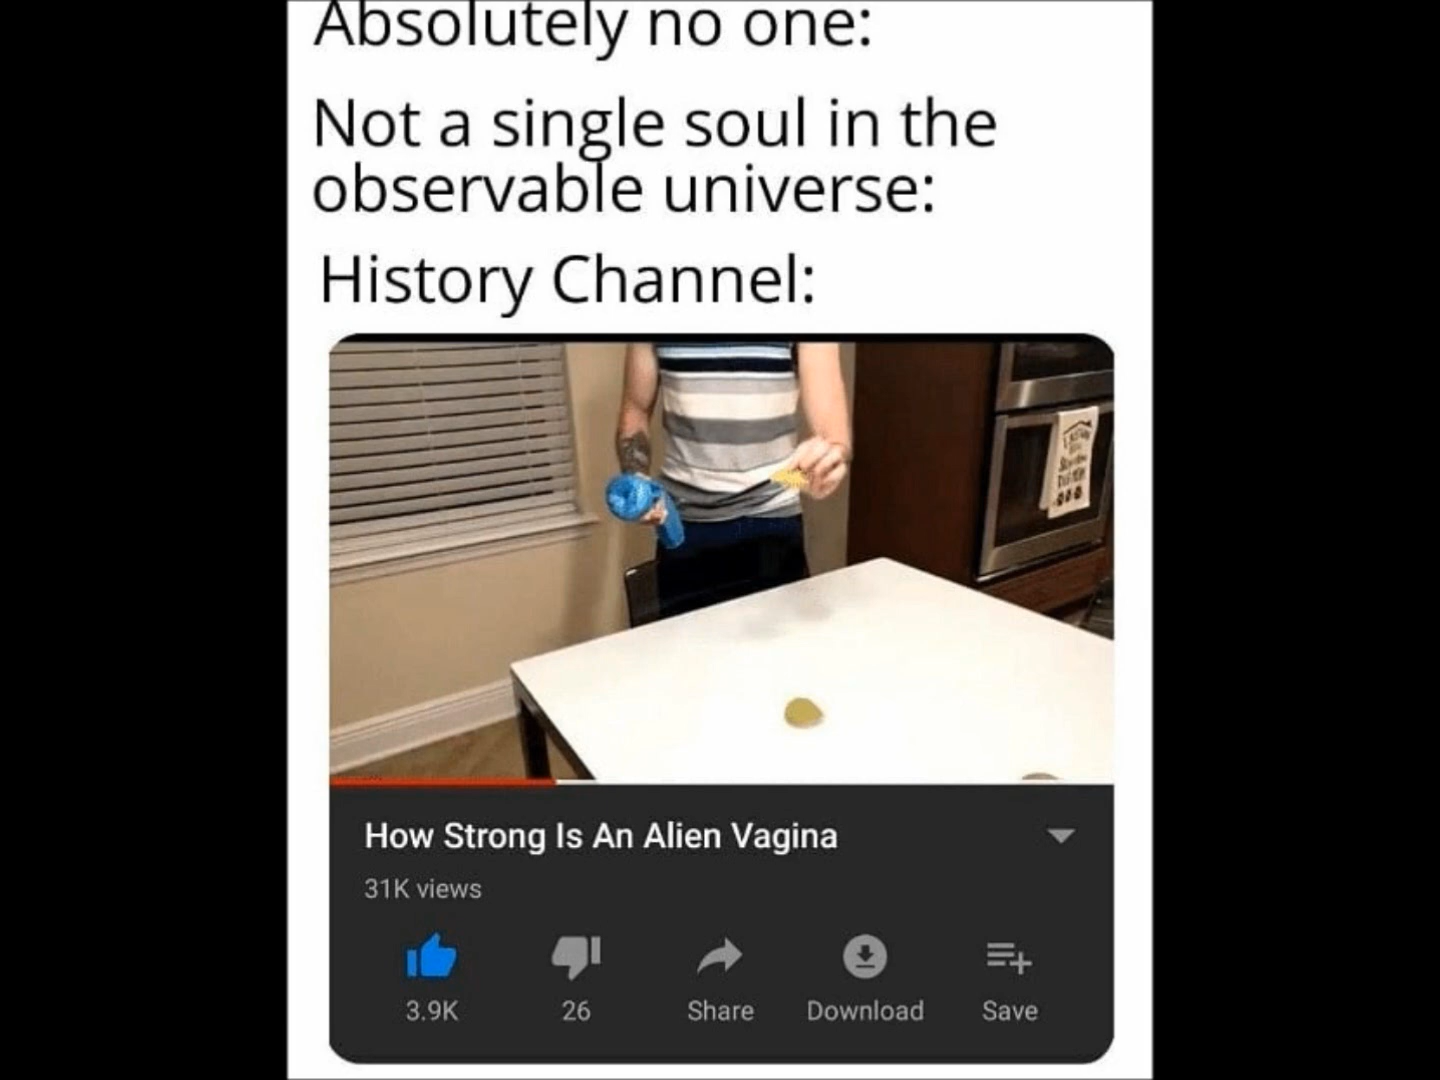 Absolutely no one:
Not a single soul in the
observable universe:
History Channel:
How Strong Is An Alien Vagina
31K views
3.9K
26
Share
Download
Save